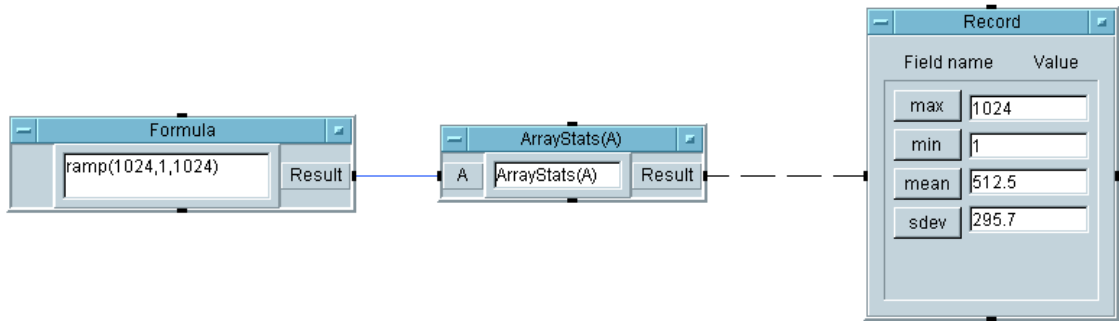 Record
Field name Value
max 1024
min 1
mean 512.5
sdev 295.7
Formula
ramp(1024,1,1024)
Result
ArrayStats(A)
A ArrayStats(A) Result